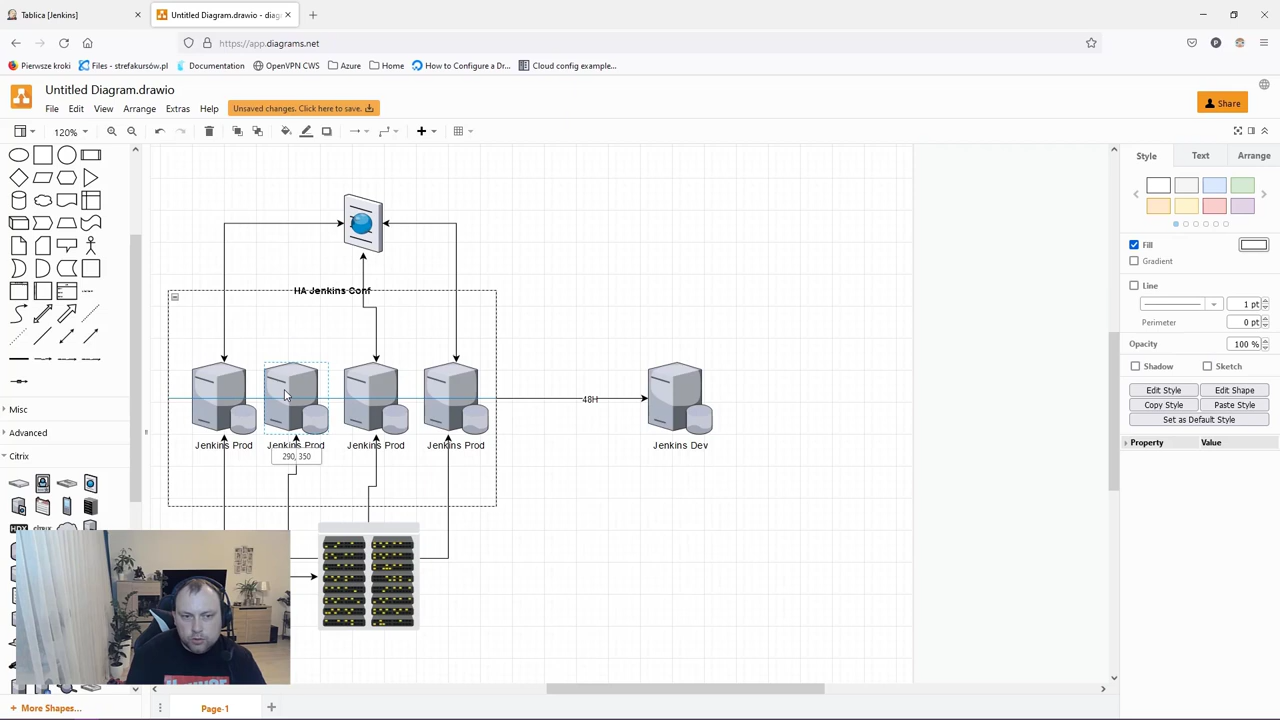 Tablica [Jenkins]
Untitled Diagram.drawio - diag
https://app.diagrams.net
Pierwsze kroki
Files - strefakursów.pl
Documentation
OpenVPN CWS
Azure
Home
How to Configure a Dr...
Cloud config example...
Untitled Diagram.drawio
File
Edit
View
Arrange
Extras
Help
Unsaved changes. Click here to save.
Share
120%
Style
Text
Arrange
Fill
Gradient
Line
1 pt
Perimeter
0 pt
Opacity
100 %
Shadow
Sketch
Edit Style
Edit Shape
Copy Style
Paste Style
Set as Default Style
Property
Value
Misc
Advanced
Citrix
HA Jenkins Conf
48H
Jenkins Prod
Jenkins Prod
Jenkins Prod
Jenkins Prod
Jenkins Dev
290, 350
More Shapes...
Page-1